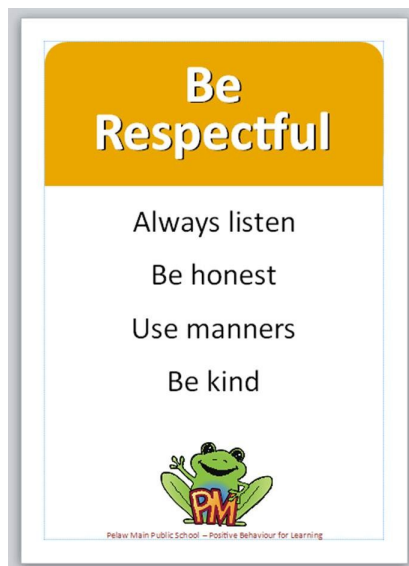 Be
Respectful
Always listen
Be honest
Use manners
Be kind
PM
Pelaw Main Public School – Positive Behaviour for Learning